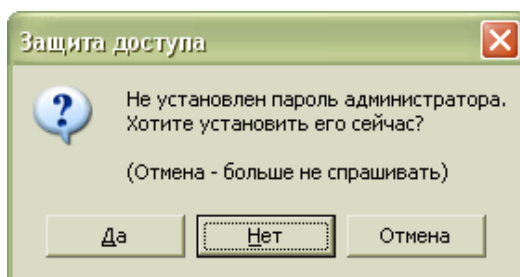 Защита доступа
Не установлен пароль администратора.
Хотите установить его сейчас?
(Отмена - больше не спрашивать)
Да Нет Отмена